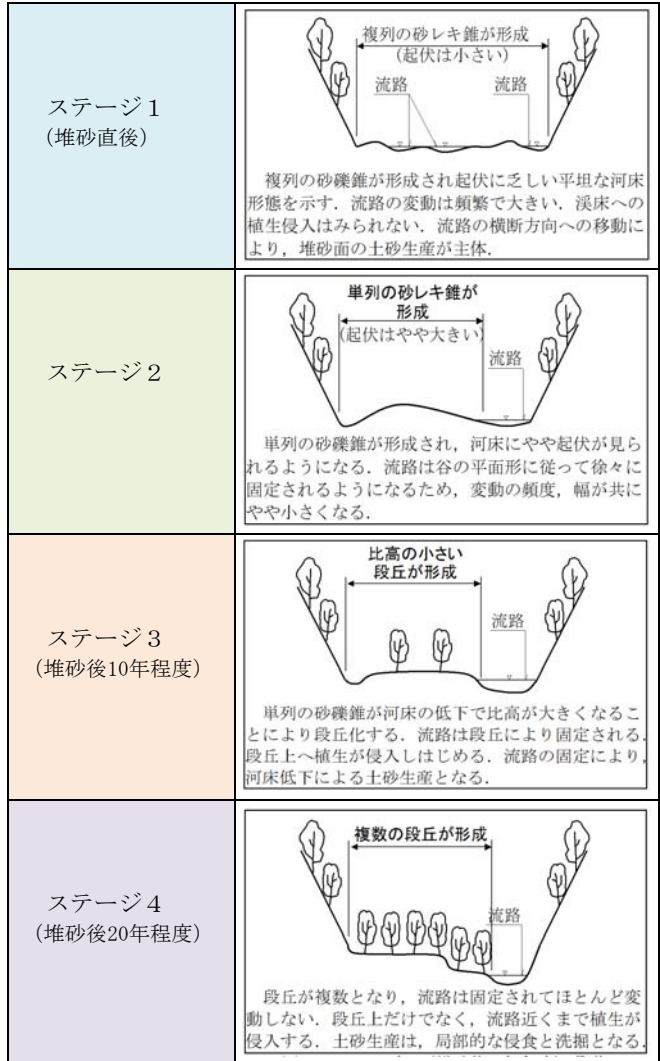 ステージ１
(堆砂直後)
複列の砂レキ錐が形成
(起伏は小さい)
流路
流路
複列の砂礫錐が形成され起伏に乏しい平坦な河床
形態を示す．流路の変動は頻繁で大きい．渓床への
植生侵入はみられない．流路の横断方向への移動に
より，堆砂面の土砂生産が主体．
ステージ２
単列の砂レキ錐が
形成
(起伏はやや大きい)
流路
単列の砂礫錐が形成され，河床にやや起伏が見ら
れるようになる．流路は谷の平面形に従って徐々に
固定されるようになるため，変動の頻度，幅が共に
やや小さくなる．
ステージ３
(堆砂後10年程度)
比高の小さい
段丘が形成
流路
単列の砂礫錐が河床の低下で比高が大きくなるこ
とにより段丘化する．流路は段丘により固定される．
段丘上へ植生が侵入しはじめる．流路の固定により，
河床低下による土砂生産となる．
ステージ４
(堆砂後20年程度)
複数の段丘が形成
流路
段丘が複数となり，流路は固定されてほとんど変
動しない．段丘上だけでなく，流路近くまで植生が
侵入する．土砂生産は，局部的な侵食と洗掘となる．